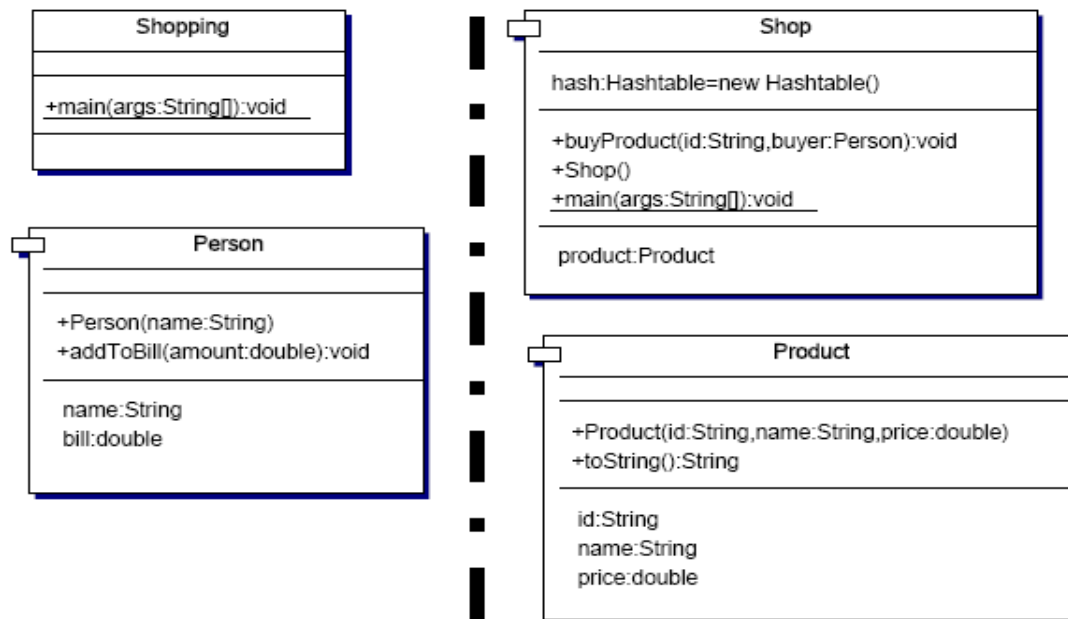 Shopping
+main(args:String[]):void
Person
+Person(name:String)
+addToBill(amount:double):void
name:String
bill:double
Shop
hash:Hashtable=new Hashtable()
+buyProduct(id:String,buyer:Person):void
+Shop()
+main(args:String[]):void
product:Product
Product
+Product(id:String,name:String,price:double)
+toString():String
id:String
name:String
price:double